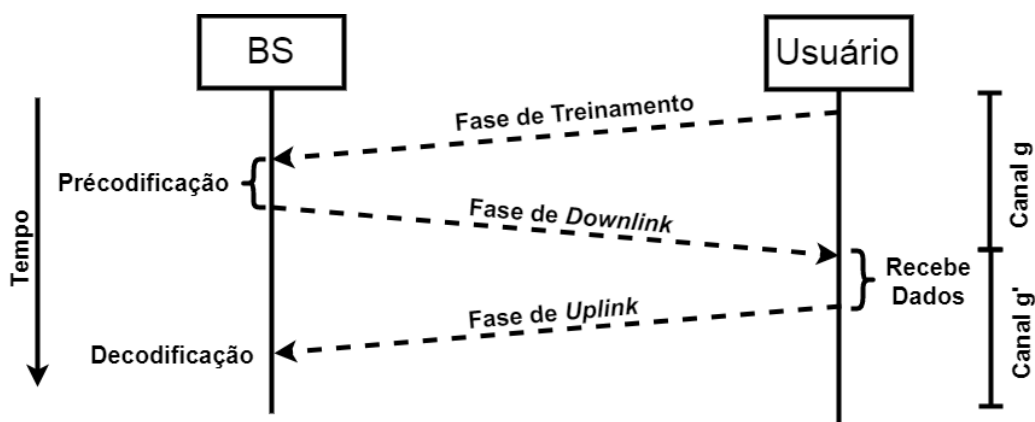 BS
Usuário
Fase de Treinamento
Précodificação
Fase de Downlink
Recebe
Dados
Fase de Uplink
Decodificação
Tempo
Canal g
Canal g'